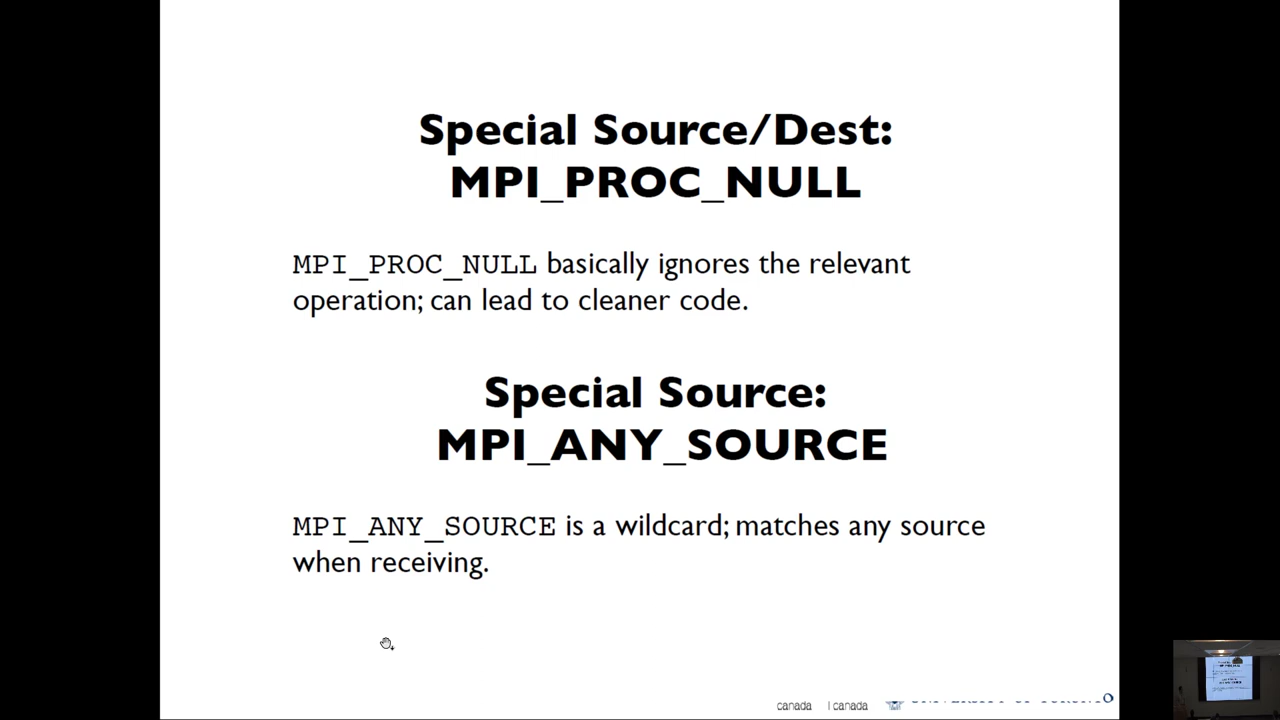 Special Source/Dest:
MPI_PROC_NULL
MPI_PROC_NULL basically ignores the relevant
operation; can lead to cleaner code.
Special Source:
MPI_ANY_SOURCE
MPI_ANY_SOURCE is a wildcard; matches any source
when receiving.
canada | canada